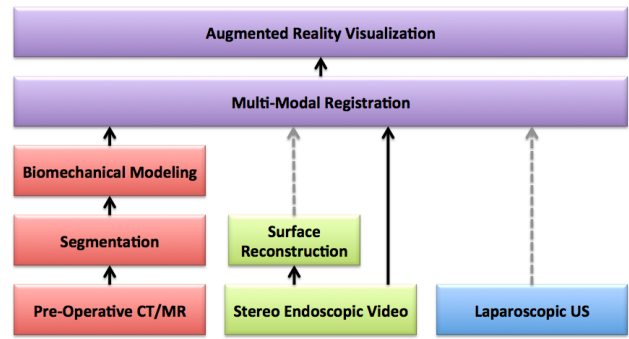 Augmented Reality Visualization
Multi-Modal Registration
Biomechanical Modeling
Segmentation
Surface
Reconstruction
Pre-Operative CT/MR
Stereo Endoscopic Video
Laparoscopic US